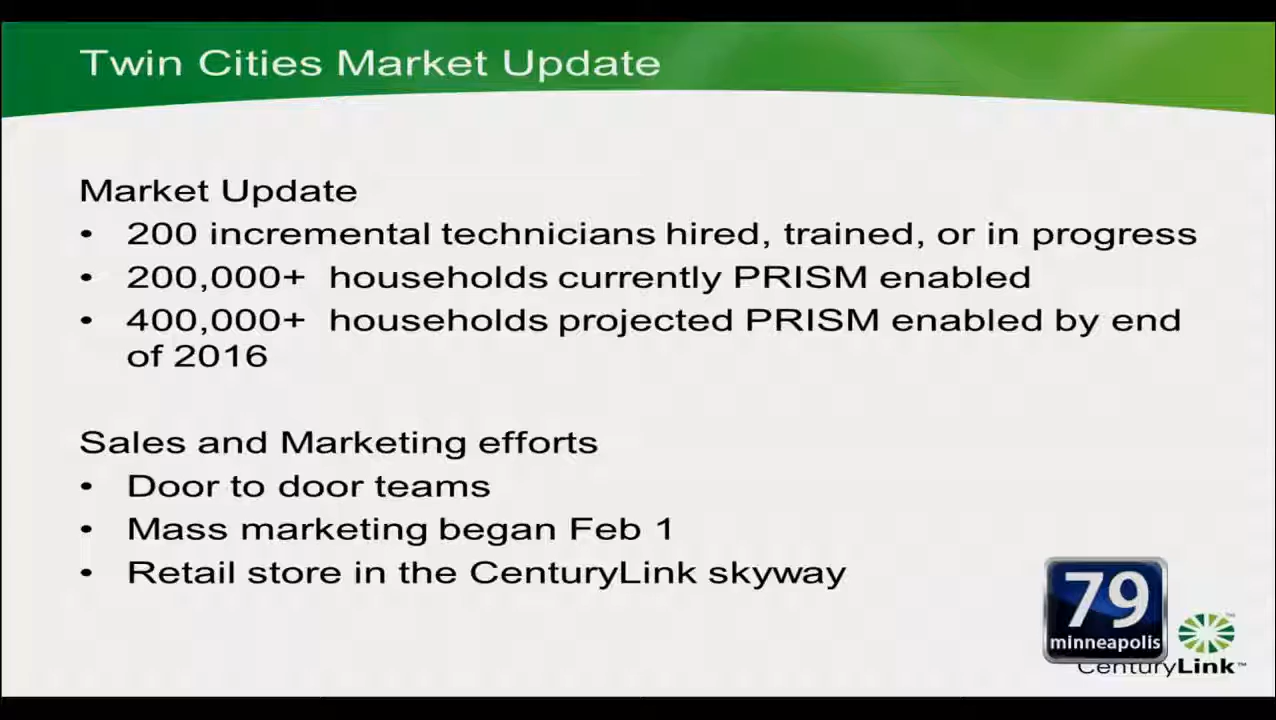 Twin Cities Market Update
Market Update
• 200 incremental technicians hired, trained, or in progress
• 200,000+ households currently PRISM enabled
• 400,000+ households projected PRISM enabled by end
of 2016
Sales and Marketing efforts
• Door to door teams
• Mass marketing began Feb 1
• Retail store in the CenturyLink skyway
79
minneapolis
CenturyLink™